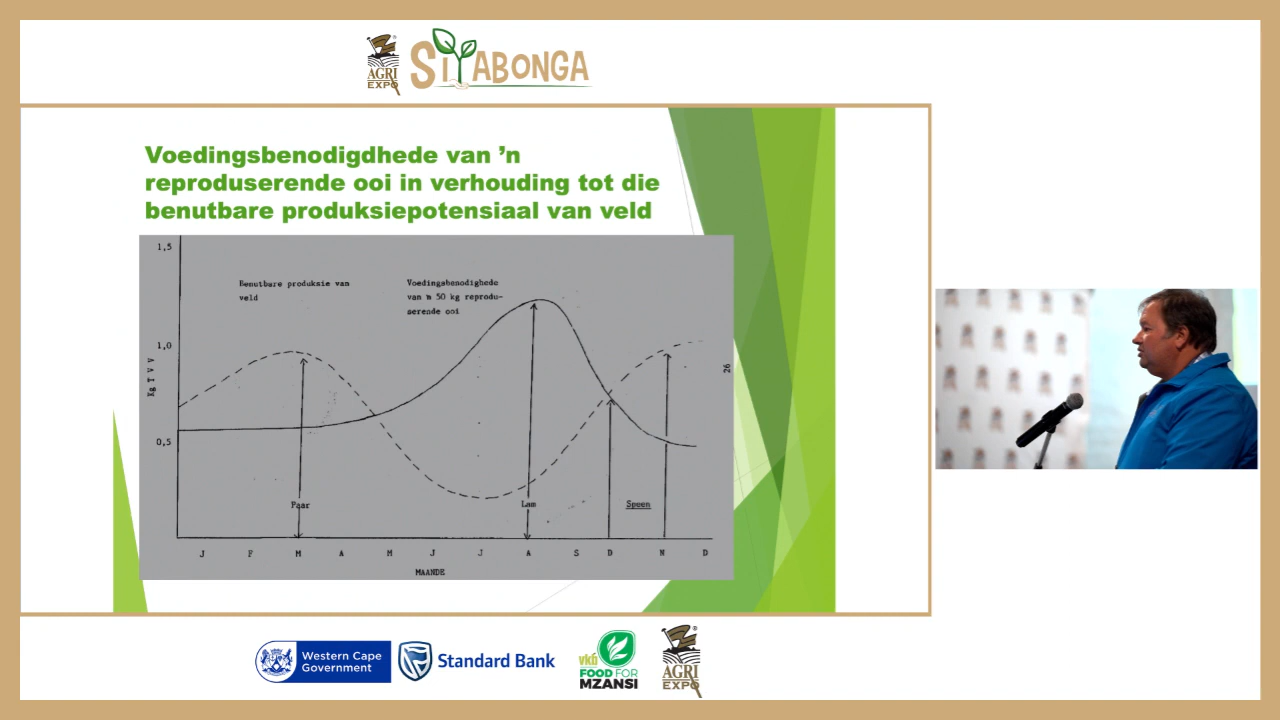 AGRI
EXPO
SIYABONGA
Voedingsbenodigdhede van ’n
reproduserende ooi in verhouding tot die
benutbare produksiepotensiaal van veld
1,5
Benutbare produksie van
veld
Voedingsbenodighede
van n 50 kg reprodu-
serende ooi
1,0
Kg T V V
26
0,5
Paar
Lam
Speen
J F M A M J J A S D N D
MAANDE
Western Cape
Government
Standard Bank
vkb
FOOD FOR
MZANSI
AGRI
EXPO